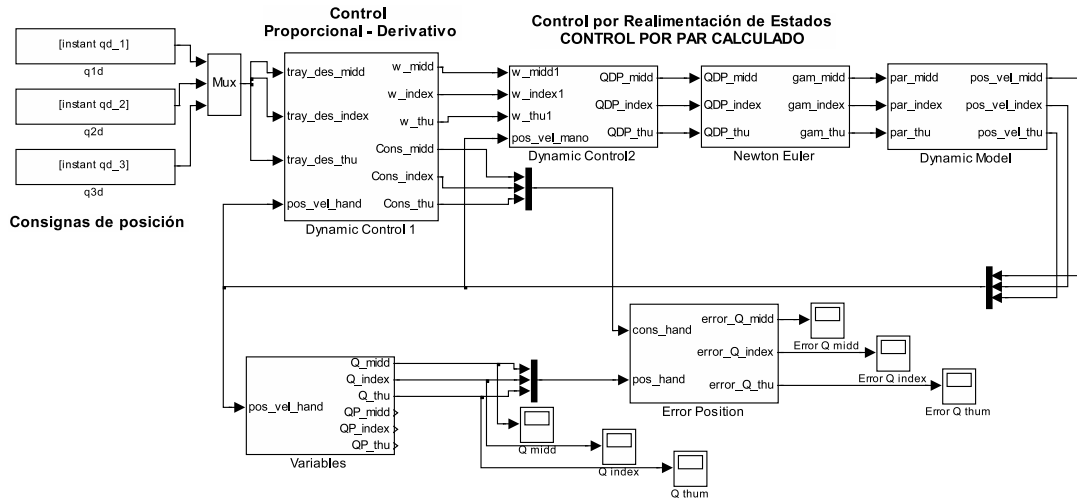 Control
Proporcional - Derivativo
Control por Realimentación de Estados
CONTROL POR PAR CALCULADO
[instant qd_1]
q1d
[instant qd_2]
q2d
[instant qd_3]
q3d
Consignas de posición
Mux
tray_des_midd
tray_des_index
tray_des_thu
pos_vel_hand
w_midd
w_index
w_thu
Cons_midd
Cons_index
Cons_thu
Dynamic Control 1
w_midd1
w_index1
w_thu1
pos_vel_mano
QDP_midd
QDP_index
QDP_thu
Dynamic Control2
QDP_midd
QDP_index
QDP_thu
gam_midd
gam_index
gam_thu
Newton Euler
par_midd
par_index
par_thu
pos_vel_midd
pos_vel_index
pos_vel_thu
Dynamic Model
cons_hand
pos_hand
error_Q_midd
error_Q_index
error_Q_thu
Error Position
Error Q midd
Error Q index
Error Q thum
pos_vel_hand
Q_midd
Q_index
Q_thu
QP_midd
QP_index
QP_thu
Variables
Q midd
Q index
Q thum